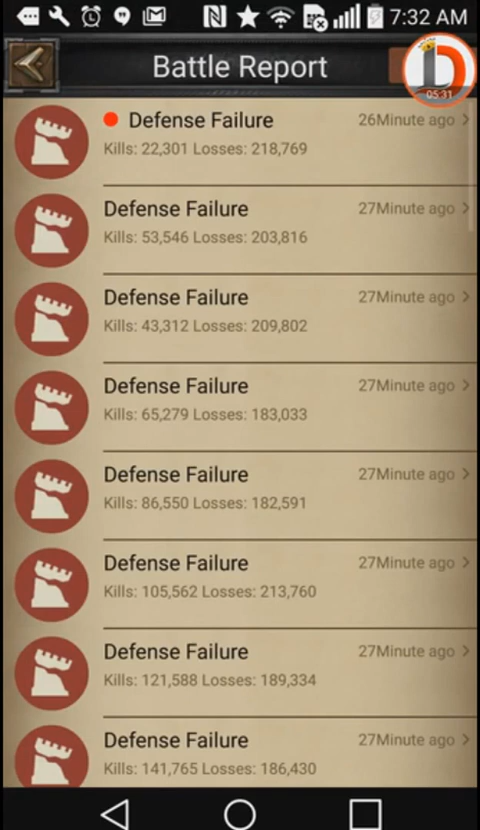 7:32 AM
Battle Report
05:31
Defense Failure
26Minute ago
Kills: 22,301 Losses: 218,769
Defense Failure
27Minute ago
Kills: 53,546 Losses: 203,816
Defense Failure
27Minute ago
Kills: 43,312 Losses: 209,802
Defense Failure
27Minute ago
Kills: 65,279 Losses: 183,033
Defense Failure
27Minute ago
Kills: 86,550 Losses: 182,591
Defense Failure
27Minute ago
Kills: 105,562 Losses: 213,760
Defense Failure
27Minute ago
Kills: 121,588 Losses: 189,334
Defense Failure
27Minute ago
Kills: 141,765 Losses: 186,430